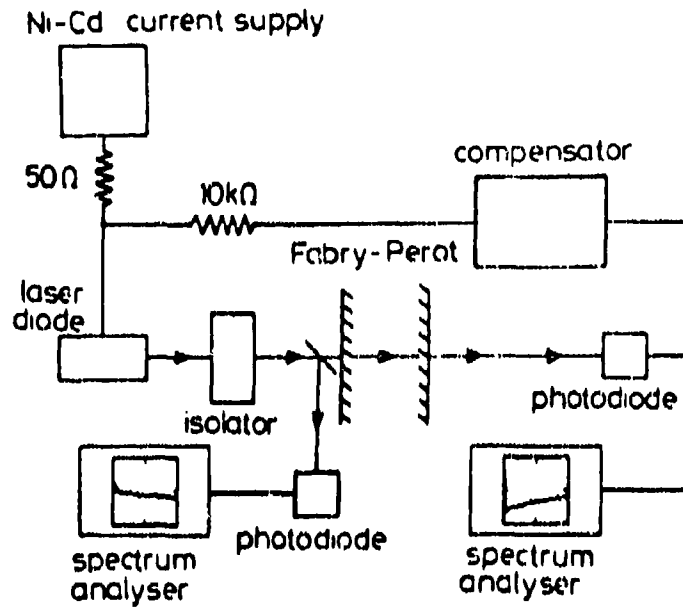 Ni-Cd current supply
50Ω
10kΩ
compensator
Fabry-Perot
laser
diode
isolator
photodiode
photodiode
spectrum
analyser
spectrum
analyser